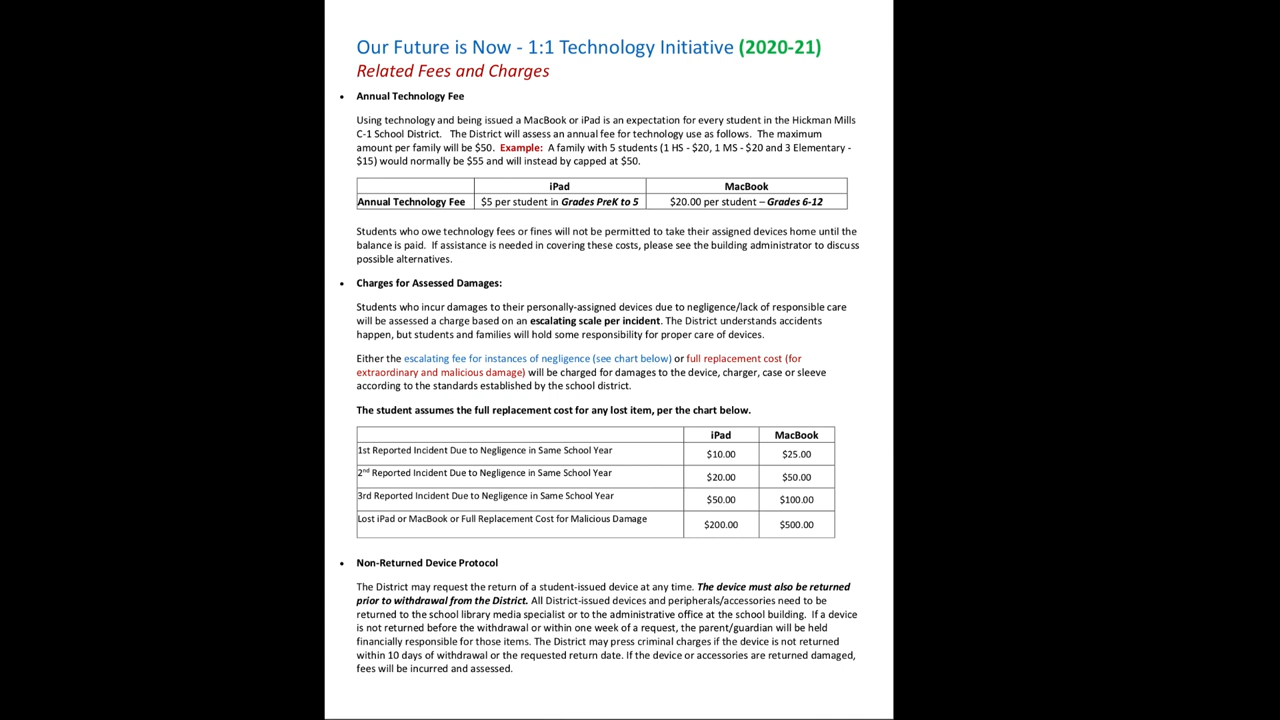 Our Future is Now - 1:1 Technology Initiative (2020-21)
Related Fees and Charges
• Annual Technology Fee
Using technology and being issued a MacBook or iPad is an expectation for every student in the Hickman Mills
C-1 School District. The District will assess an annual fee for technology use as follows. The maximum
amount per family will be $50. Example: A family with 5 students (1 HS - $20, 1 MS - $20 and 3 Elementary -
$15) would normally be $55 and will instead by capped at $50.
iPad MacBook
Annual Technology Fee $5 per student in Grades PreK to 5 $20.00 per student – Grades 6-12
Students who owe technology fees or fines will not be permitted to take their assigned devices home until the
balance is paid. If assistance is needed in covering these costs, please see the building administrator to discuss
possible alternatives.
• Charges for Assessed Damages:
Students who incur damages to their personally-assigned devices due to negligence/lack of responsible care
will be assessed a charge based on an escalating scale per incident. The District understands accidents
happen, but students and families will hold some responsibility for proper care of devices.
Either the escalating fee for instances of negligence (see chart below) or full replacement cost (for
extraordinary and malicious damage) will be charged for damages to the device, charger, case or sleeve
according to the standards established by the school district.
The student assumes the full replacement cost for any lost item, per the chart below.
iPad MacBook
1st Reported Incident Due to Negligence in Same School Year $10.00 $25.00
2nd Reported Incident Due to Negligence in Same School Year $20.00 $50.00
3rd Reported Incident Due to Negligence in Same School Year $50.00 $100.00
Lost iPad or MacBook or Full Replacement Cost for Malicious Damage $200.00 $500.00
• Non-Returned Device Protocol
The District may request the return of a student-issued device at any time. The device must also be returned
prior to withdrawal from the District. All District-issued devices and peripherals/accessories need to be
returned to the school library media specialist or to the administrative office at the school building. If a device
is not returned before the withdrawal or within one week of a request, the parent/guardian will be held
financially responsible for those items. The District may press criminal charges if the device is not returned
within 10 days of withdrawal or the requested return date. If the device or accessories are returned damaged,
fees will be incurred and assessed.